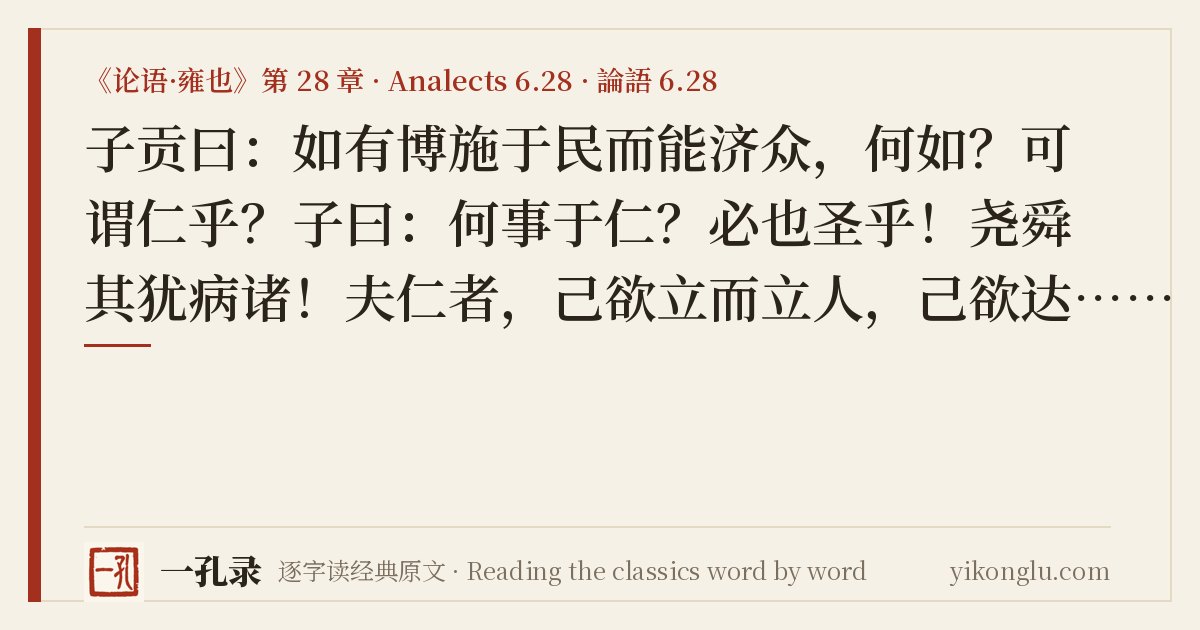 《论语·雍也》第 28 章 · Analects 6.28 · 論語 6.28
子贡曰：如有博施于民而能济众，何如？可
谓仁乎？子曰：何事于仁？必也圣乎！尧舜
其犹病诸！夫仁者，己欲立而立人，己欲达……
一孔
一孔录 逐字读经典原文 · Reading the classics word by word yikonglu.com